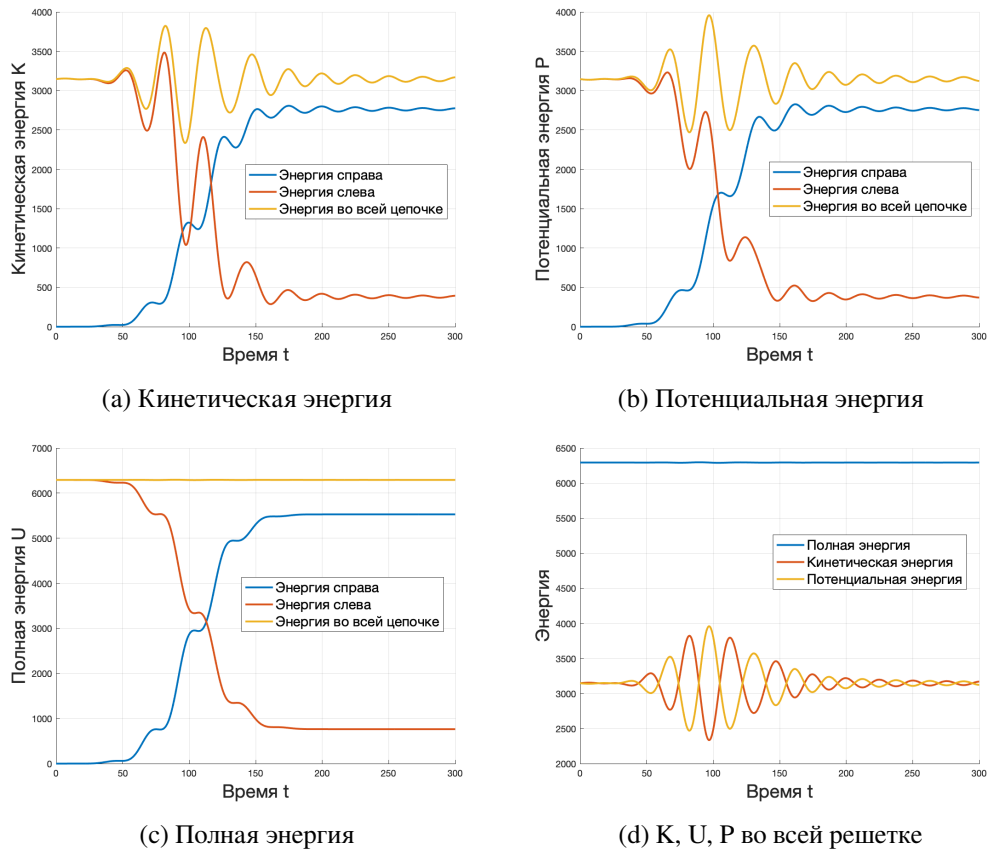 Кинетическая энергия K
4000
3500
3000
2500
2000
1500
1000
500
0
0 50 100 150 200 250 300
Время t
Энергия справа
Энергия слева
Энергия во всей цепочке
(a) Кинетическая энергия
Потенциальная энергия P
4000
3500
3000
2500
2000
1500
1000
500
0
0 50 100 150 200 250 300
Время t
Энергия справа
Энергия слева
Энергия во всей цепочке
(b) Потенциальная энергия
Полная энергия U
7000
6000
5000
4000
3000
2000
1000
0
0 50 100 150 200 250 300
Время t
Энергия справа
Энергия слева
Энергия во всей цепочке
(c) Полная энергия
Энергия
6500
6000
5500
5000
4500
4000
3500
3000
2500
2000
0 50 100 150 200 250 300
Время t
Полная энергия
Кинетическая энергия
Потенциальная энергия
(d) K, U, P во всей решетке